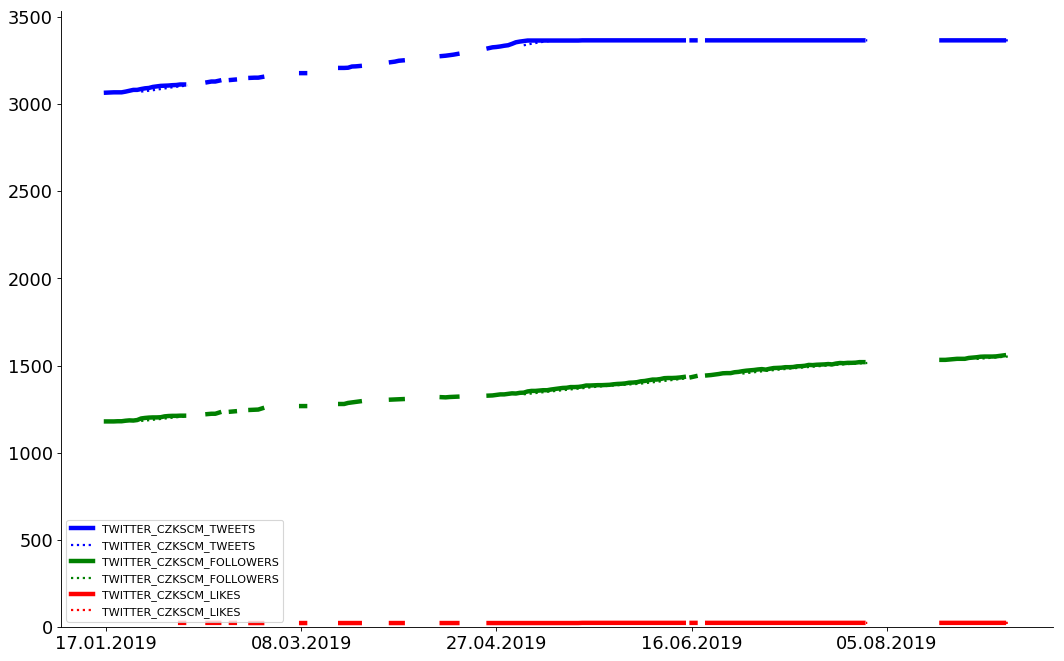 3500
3000
2500
2000
1500
1000
500
0
TWITTER_CZKSCM_TWEETS
TWITTER_CZKSCM_TWEETS
TWITTER_CZKSCM_FOLLOWERS
TWITTER_CZKSCM_FOLLOWERS
TWITTER_CZKSCM_LIKES
TWITTER_CZKSCM_LIKES
17.01.2019 08.03.2019 27.04.2019 16.06.2019 05.08.2019